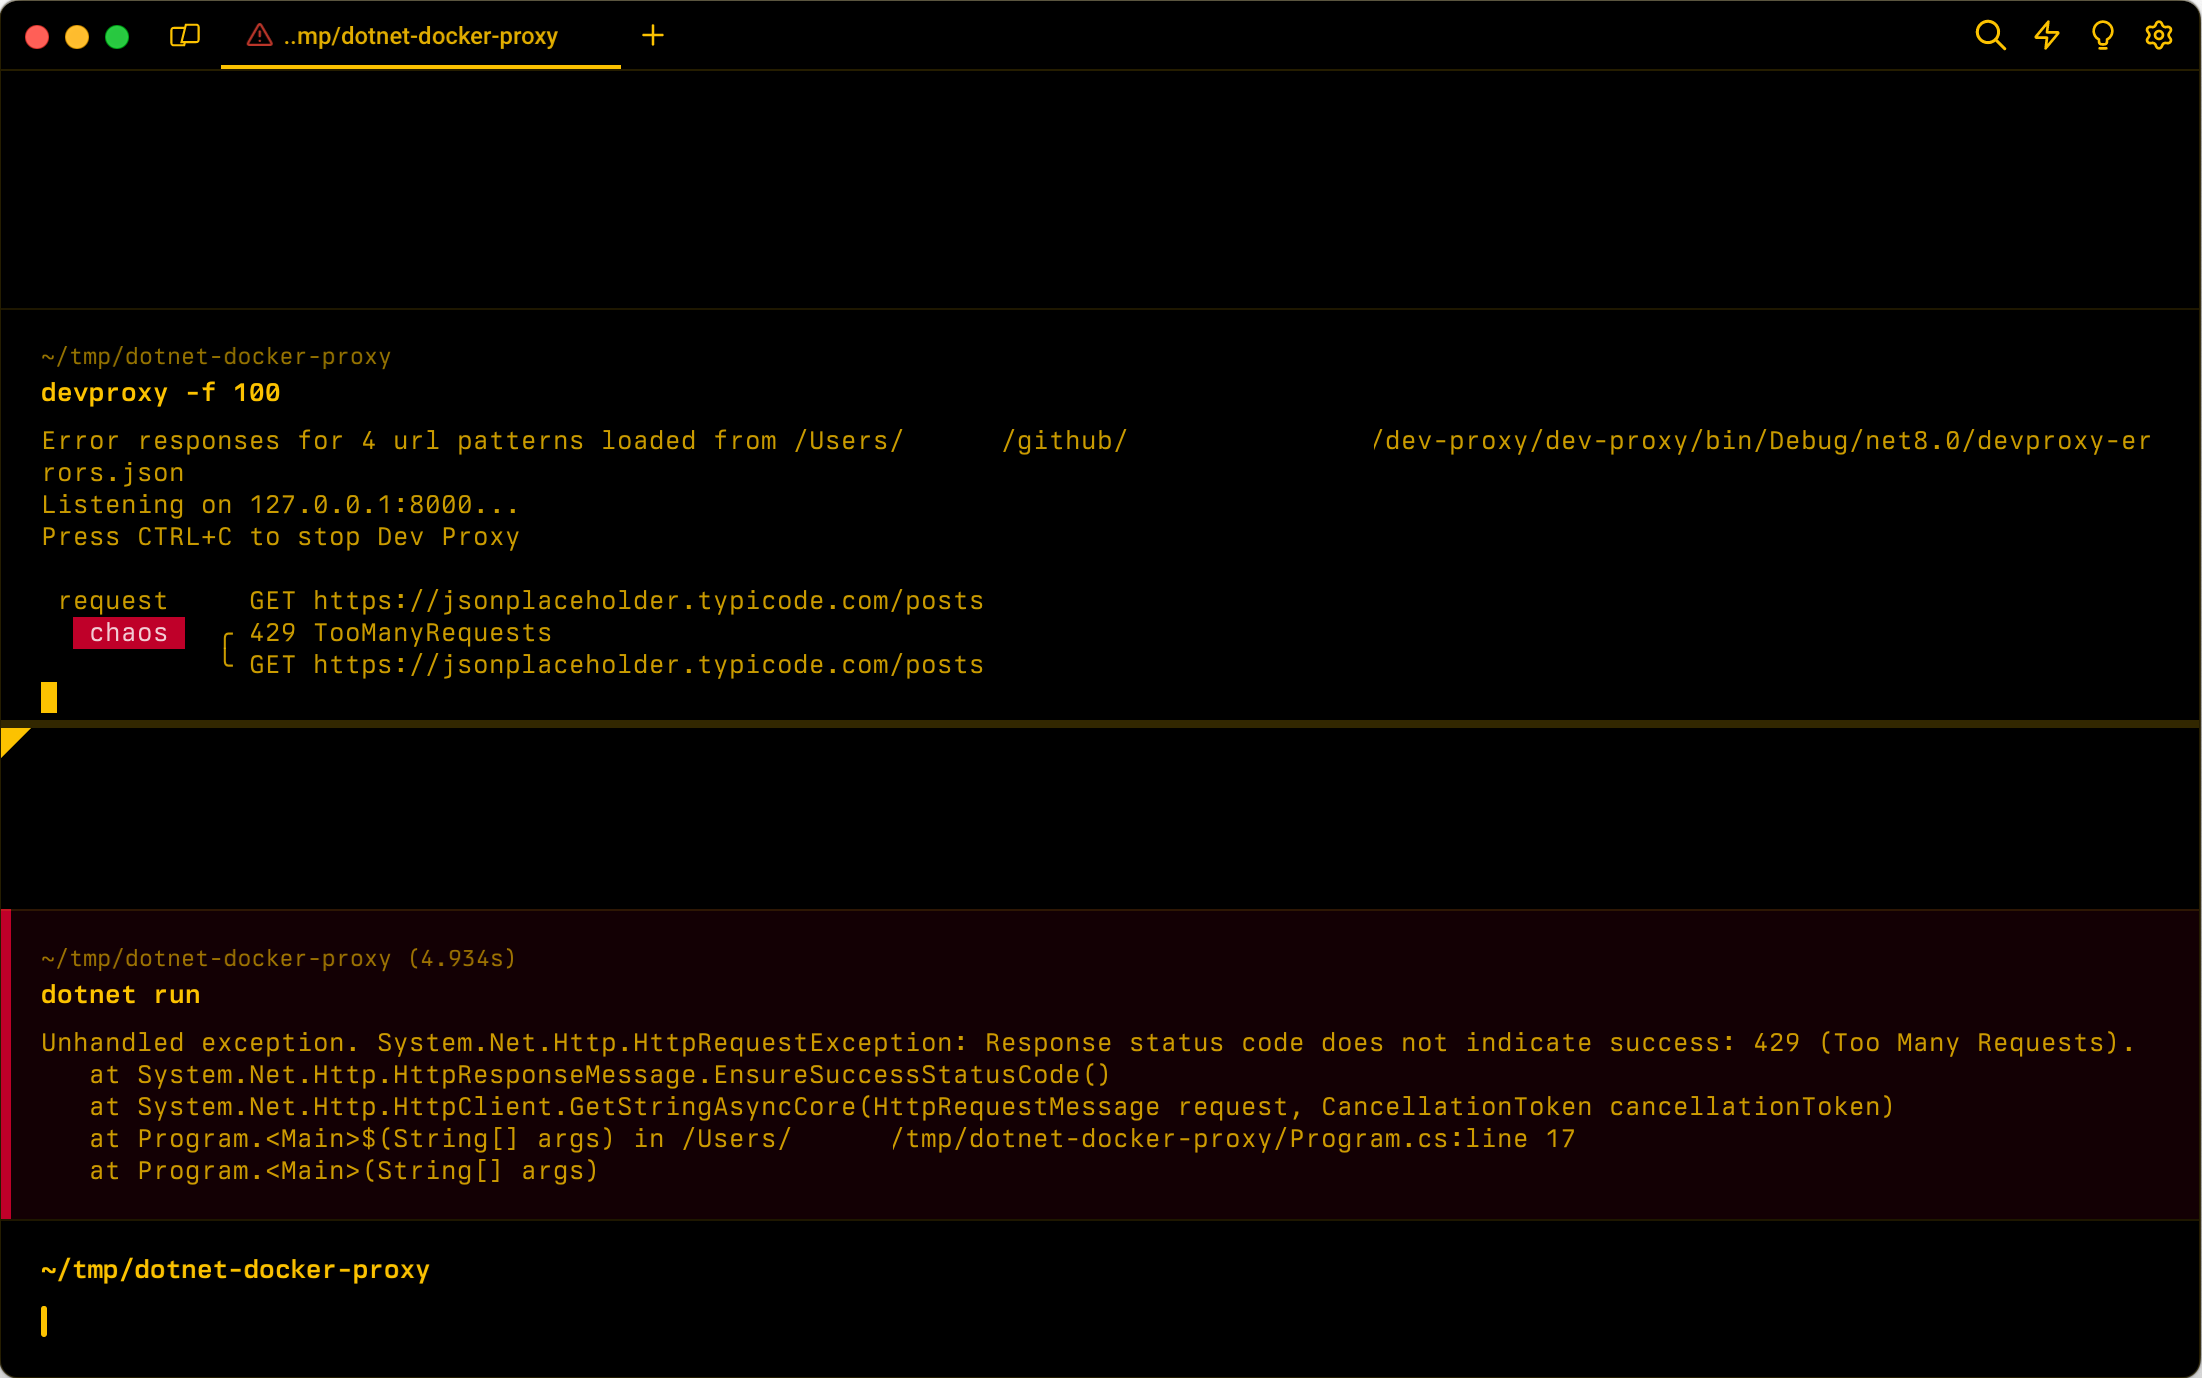 ..mp/dotnet-docker-proxy
~/tmp/dotnet-docker-proxy
devproxy -f 100
Error responses for 4 url patterns loaded from /Users/ /github/ /dev-proxy/dev-proxy/bin/Debug/net8.0/devproxy-er
rors.json
Listening on 127.0.0.1:8000...
Press CTRL+C to stop Dev Proxy
request GET https://jsonplaceholder.typicode.com/posts
chaos 429 TooManyRequests
GET https://jsonplaceholder.typicode.com/posts
~/tmp/dotnet-docker-proxy (4.934s)
dotnet run
Unhandled exception. System.Net.Http.HttpRequestException: Response status code does not indicate success: 429 (Too Many Requests).
at System.Net.Http.HttpResponseMessage.EnsureSuccessStatusCode()
at System.Net.Http.HttpClient.GetStringAsyncCore(HttpRequestMessage request, CancellationToken cancellationToken)
at Program.<Main>$(String[] args) in /Users/ /tmp/dotnet-docker-proxy/Program.cs:line 17
at Program.<Main>(String[] args)
~/tmp/dotnet-docker-proxy